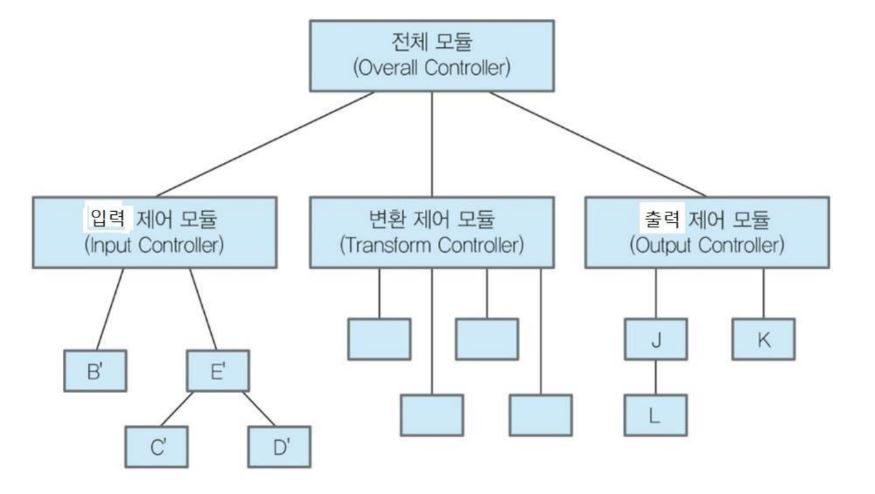 전체 모듈
(Overall Controller)
입력 제어 모듈
(Input Controller)
변환 제어 모듈
(Transform Controller)
출력 제어 모듈
(Output Controller)
B'
E'
C'
D'
J
K
L